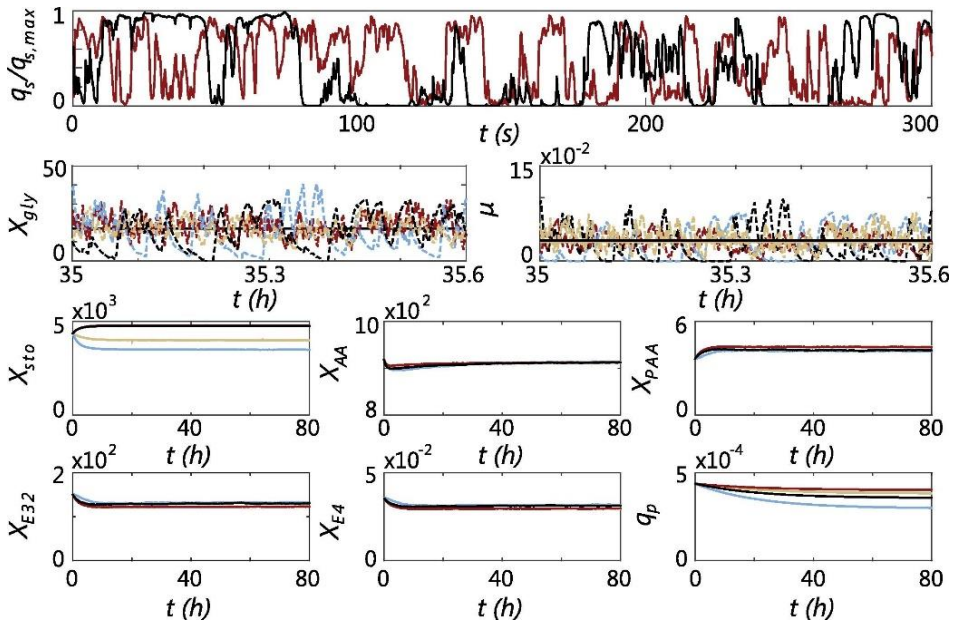 q_s/q_{s,max}
1
0
0 100 200 300
t (s)
X_gly
50
0
35 35.3 35.6
t (h)
μ
x10^-2
15
0
35 35.3 35.6
t (h)
X_sto
x10^3
5
0
0 40 80
t (h)
X_AA
x10^2
10
8
0 40 80
t (h)
X_PAA
6
0
0 40 80
t (h)
X_E32
x10^2
2
0
0 40 80
t (h)
X_E4
x10^-2
5
0
0 40 80
t (h)
q_p
x10^-4
5
0
0 40 80
t (h)